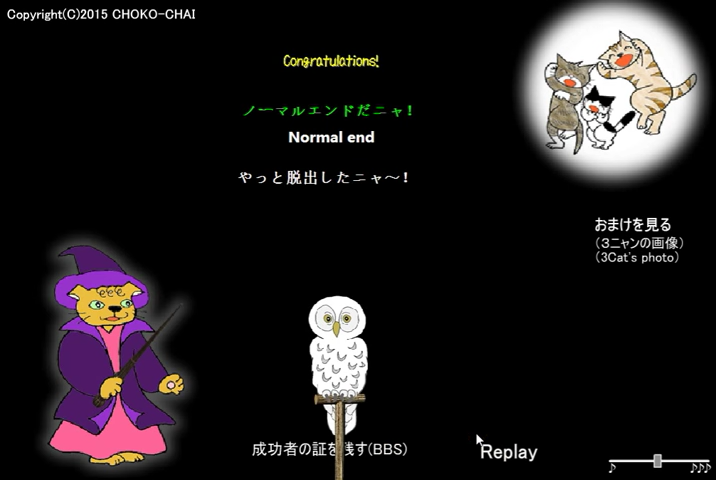 Copyright(C)2015 CHOKO-CHAI
Congratulations!
ノーマルエンドだニャ!
Normal end
やっと脱出したニャ～!
おまけを見る
(3ニャンの画像)
(3Cat's photo)
成功者の証を残す(BBS)
Replay
♪ ♪♪♪